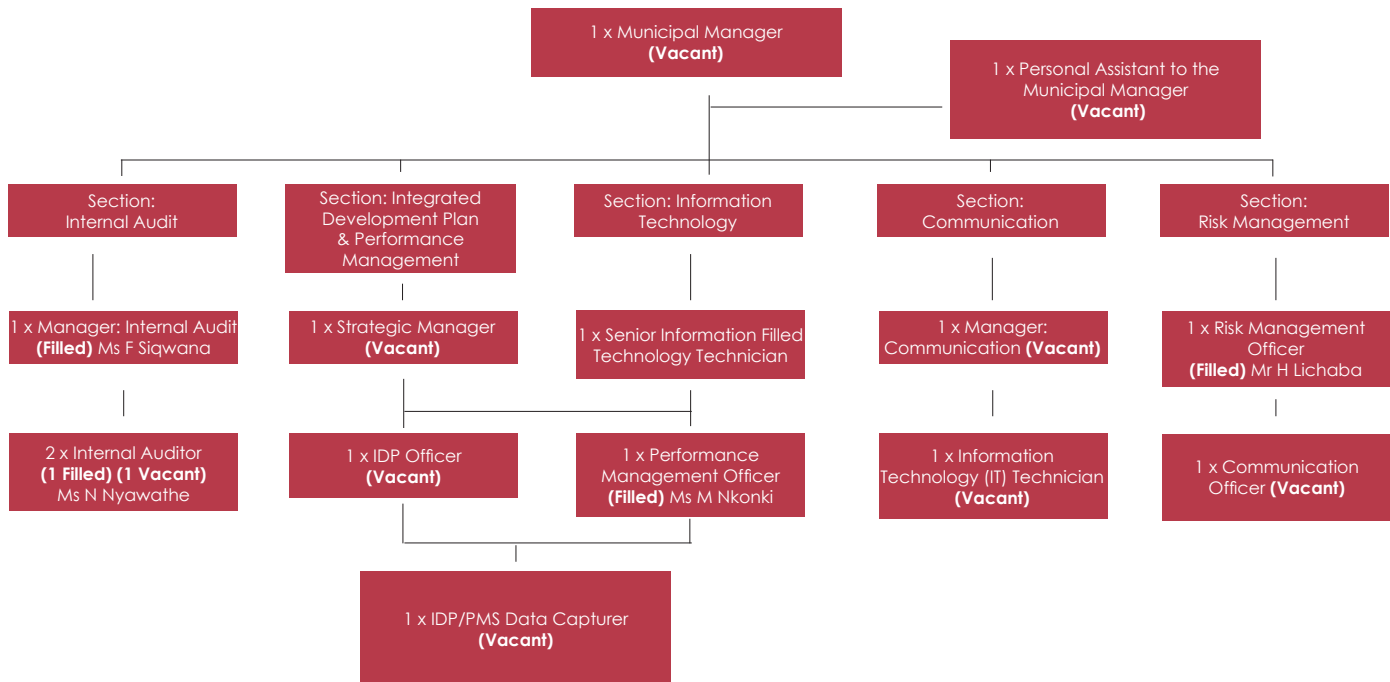 1 x Municipal Manager
(Vacant)
1 x Personal Assistant to the
Municipal Manager
(Vacant)
Section:
Internal Audit
Section: Integrated
Development Plan
& Performance
Management
Section: Information
Technology
Section:
Communication
Section:
Risk Management
1 x Manager: Internal Audit
(Filled) Ms F Siqwana
1 x Strategic Manager
(Vacant)
1 x Senior Information Filled
Technology Technician
1 x Manager:
Communication (Vacant)
1 x Risk Management
Officer
(Filled) Mr H Lichaba
2 x Internal Auditor
(1 Filled) (1 Vacant)
Ms N Nyawathe
1 x IDP Officer
(Vacant)
1 x Performance
Management Officer
(Filled) Ms M Nkonki
1 x Information
Technology (IT) Technician
(Vacant)
1 x Communication
Officer (Vacant)
1 x IDP/PMS Data Capturer
(Vacant)